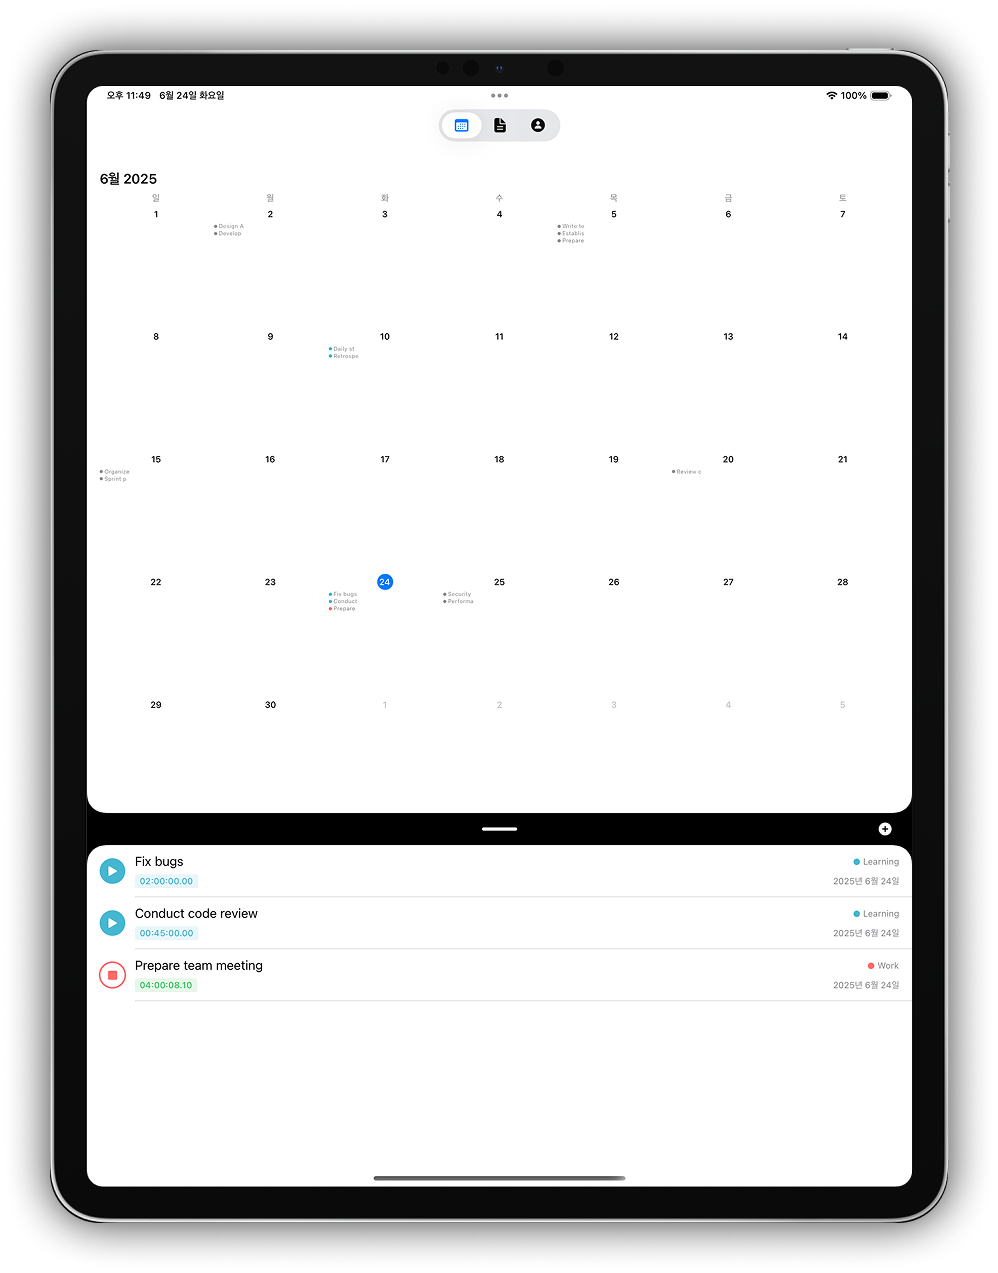 오후 11:49 6월 24일 화요일 100%
6월 2025
일 월 화 수 목 금 토
1 2 3 4 5 6 7
Design A Write te
Develop Establis
Prepare
8 9 10 11 12 13 14
Daily st
Retrospe
15 16 17 18 19 20 21
Organize Review c
Sprint p
22 23 24 25 26 27 28
Fix bugs Security
Conduct Performa
Prepare
29 30 1 2 3 4 5
Fix bugs Learning
02:00:00.00 2025년 6월 24일
Conduct code review Learning
00:45:00.00 2025년 6월 24일
Prepare team meeting Work
04:00:08.10 2025년 6월 24일